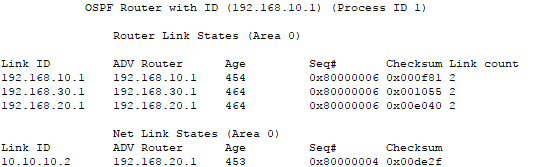 OSPF Router with ID (192.168.10.1) (Process ID 1)
Router Link States (Area 0)
Link ID ADV Router Age Seq# Checksum Link count
192.168.10.1 192.168.10.1 454 0x80000006 0x000f81 2
192.168.30.1 192.168.30.1 464 0x80000006 0x001055 2
192.168.20.1 192.168.20.1 464 0x80000006 0x00e040 2
Net Link States (Area 0)
Link ID ADV Router Age Seq# Checksum
10.10.10.2 192.168.20.1 453 0x80000004 0x00de2f